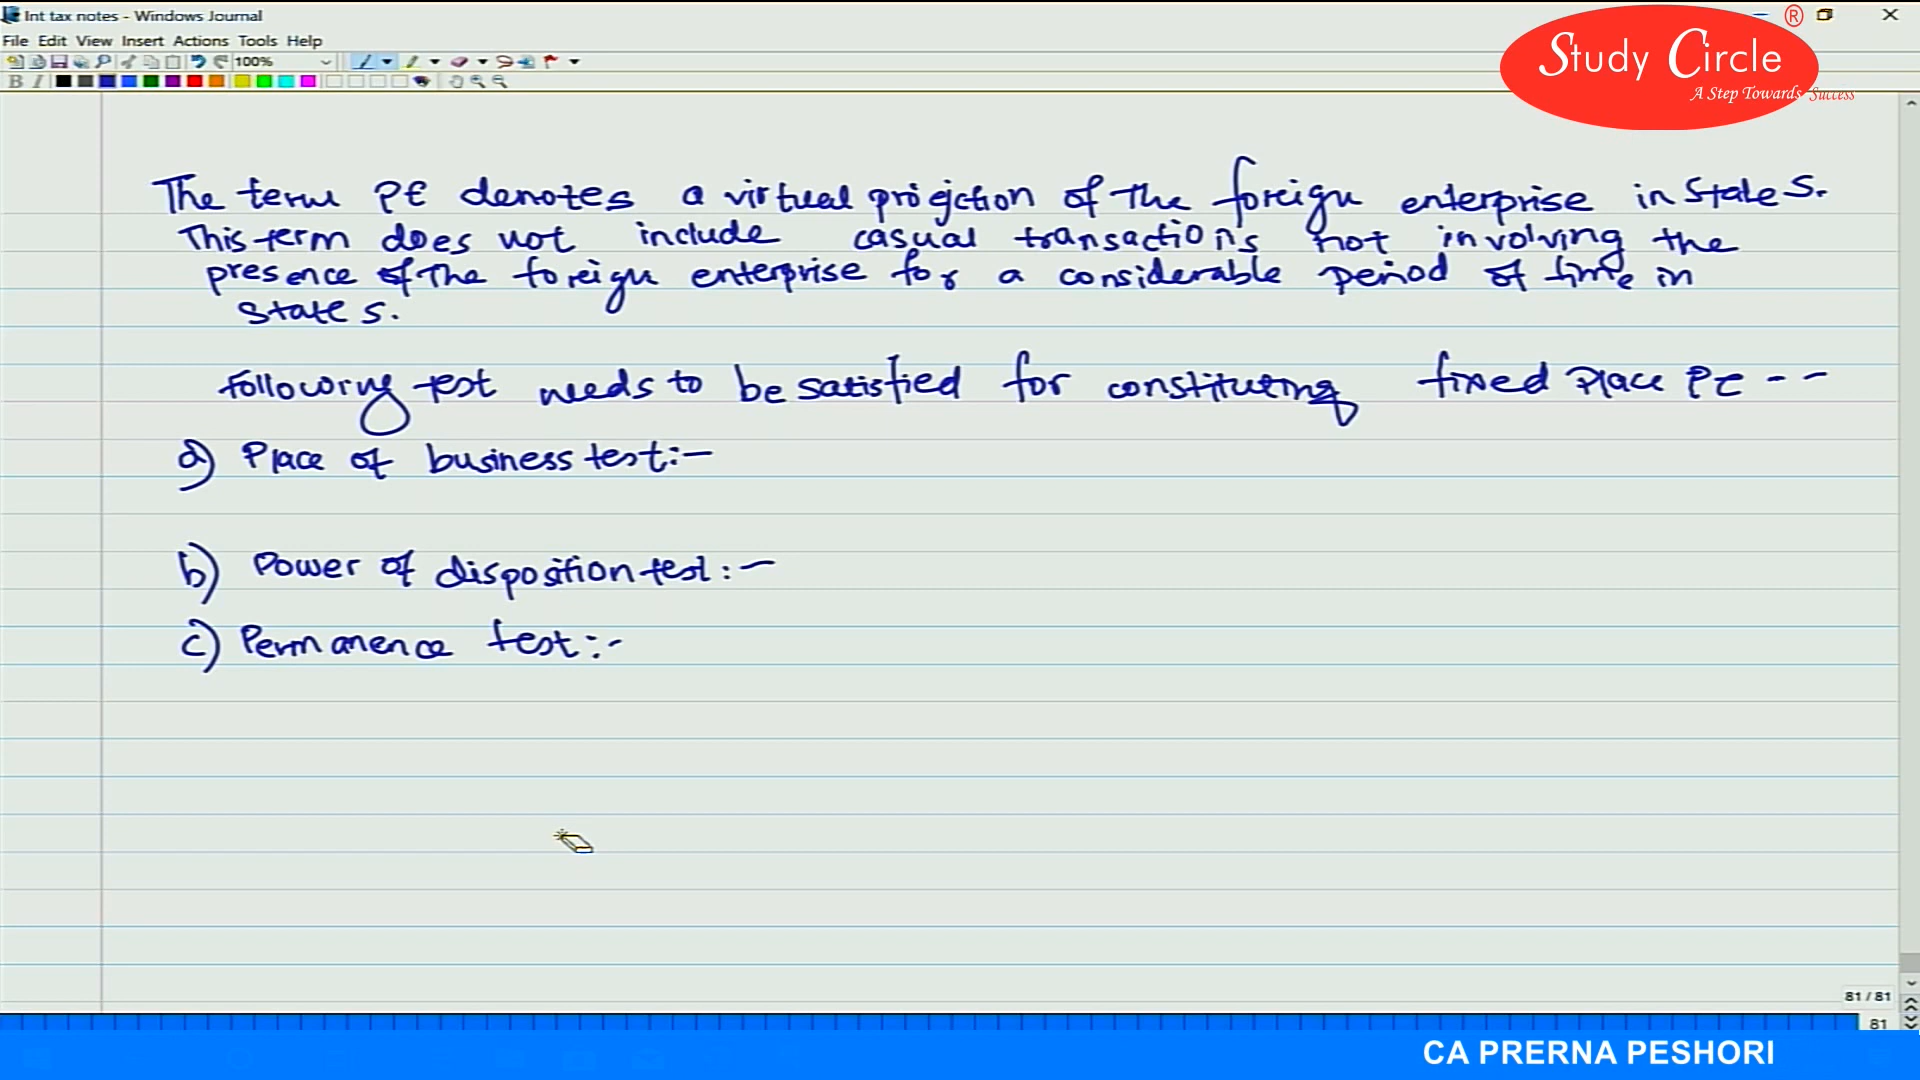 Int tax notes - Windows Journal
File Edit View Insert Actions Tools Help
100%
B I
Study Circle ®
A Step Towards Success
The term PE denotes a virtual projction of the foreign enterprise in State S.
This term does not include casual transactions not involving the
presence of the foreign enterprise for a considerable period of time in
State S.
Following test needs to be satisfied for constituting fixed Place PE --
a) Place of business test:-
b) Power of disposition test:-
c) Permanence test:-
81 / 81
81
CA PRERNA PESHORI